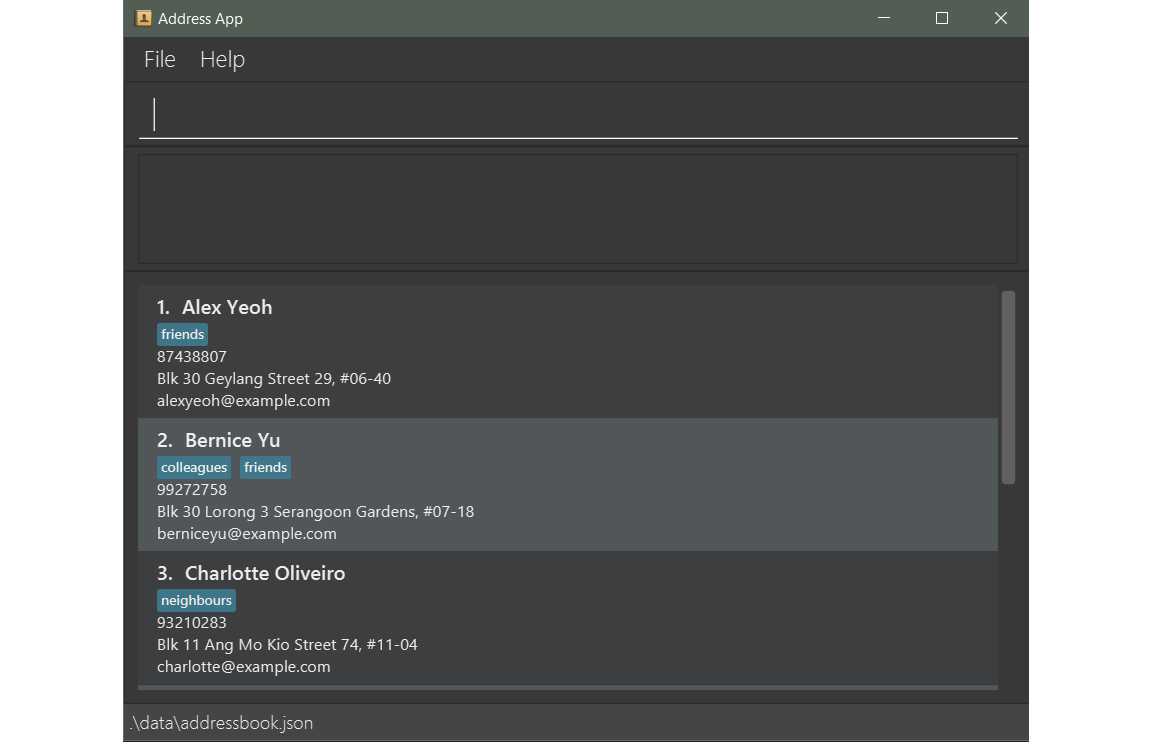 Address App
File Help
1. Alex Yeoh
friends
87438807
Blk 30 Geylang Street 29, #06-40
alexyeoh@example.com
2. Bernice Yu
colleagues friends
99272758
Blk 30 Lorong 3 Serangoon Gardens, #07-18
berniceyu@example.com
3. Charlotte Oliveiro
neighbours
93210283
Blk 11 Ang Mo Kio Street 74, #11-04
charlotte@example.com
.\data\addressbook.json